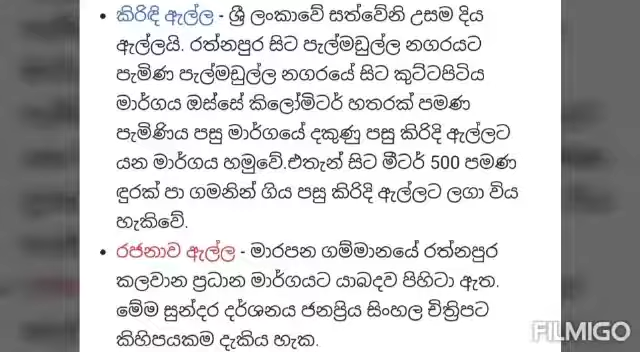 • කිරිඳි ඇල්ල - ශ්‍රී ලංකාවේ සත්වේනි උසම දිය
ඇල්ලයි. රත්නපුර සිට පැල්මඩුල්ල නගරයට
පැමිණ පැල්මඩුල්ල නගරයේ සිට කුට්ටපිටිය
මාර්ගය ඔස්සේ කිලෝමිටර් හතරක් පමණ
පැමිණිය පසු මාර්ගයේ දකුණු පසු කිරිදි ඇල්ලට
යන මාර්ගය හමුවේ.එතැන් සිට මීටර් 500 පමණ
ඳුරක් පා ගමනින් ගිය පසු කිරිදි ඇල්ලට ලගා විය
හැකිවේ.
• රජනාව ඇල්ල - මාරපන ගම්මානයේ රත්නපුර
කලවාන ප්‍රධාන මාර්ගයට යාබදව පිහිටා ඇත.
මේම සුන්දර දර්ශනය ජනප්‍රිය සිංහල චිත්‍රිපට
කිහිපයකම දැකිය හැක.
FILMIGO